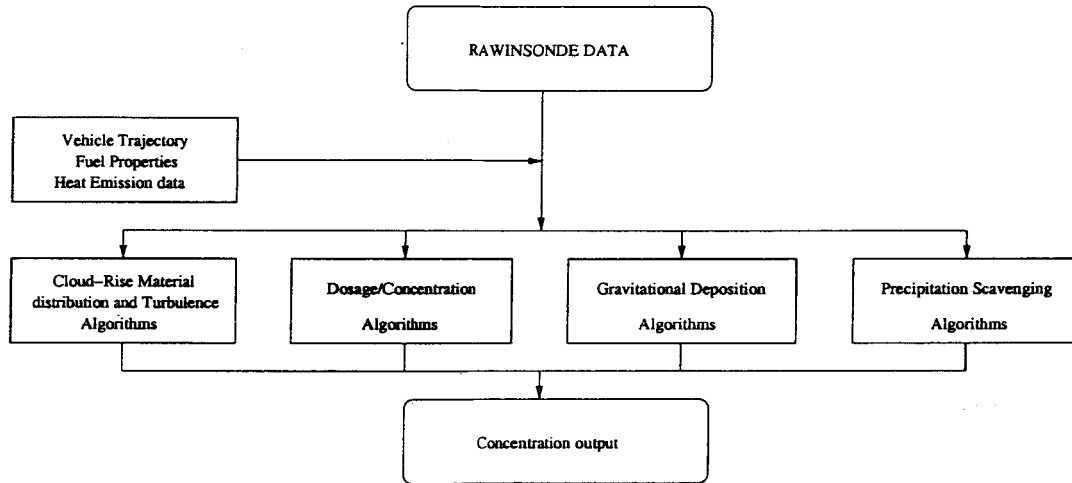 RAWINSONDE DATA
Vehicle Trajectory
Fuel Properties
Heat Emission data
Cloud-Rise Material
distribution and Turbulence
Algorithms
Dosage/Concentration
Algorithms
Gravitational Deposition
Algorithms
Precipitation Scavenging
Algorithms
Concentration output